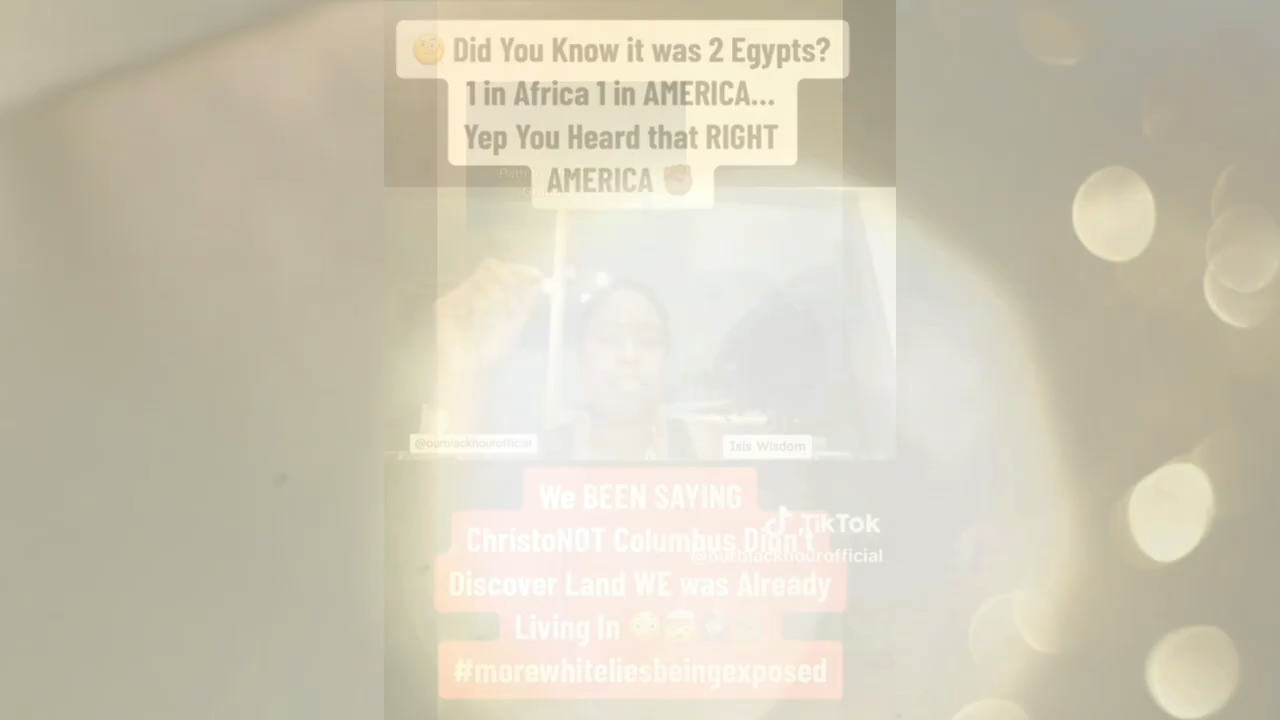 🧐 Did You Know it was 2 Egypts?
1 in Africa 1 in AMERICA...
Yep You Heard that RIGHT
AMERICA ✊🏿
@ourblackhourofficial
Isis Wisdom
We BEEN SAYING
ChristoNOT Columbus Didn't
Discover Land WE was Already
Living In
#morewhiteliesbeingexposed
TikTok
@ourblackhourofficial